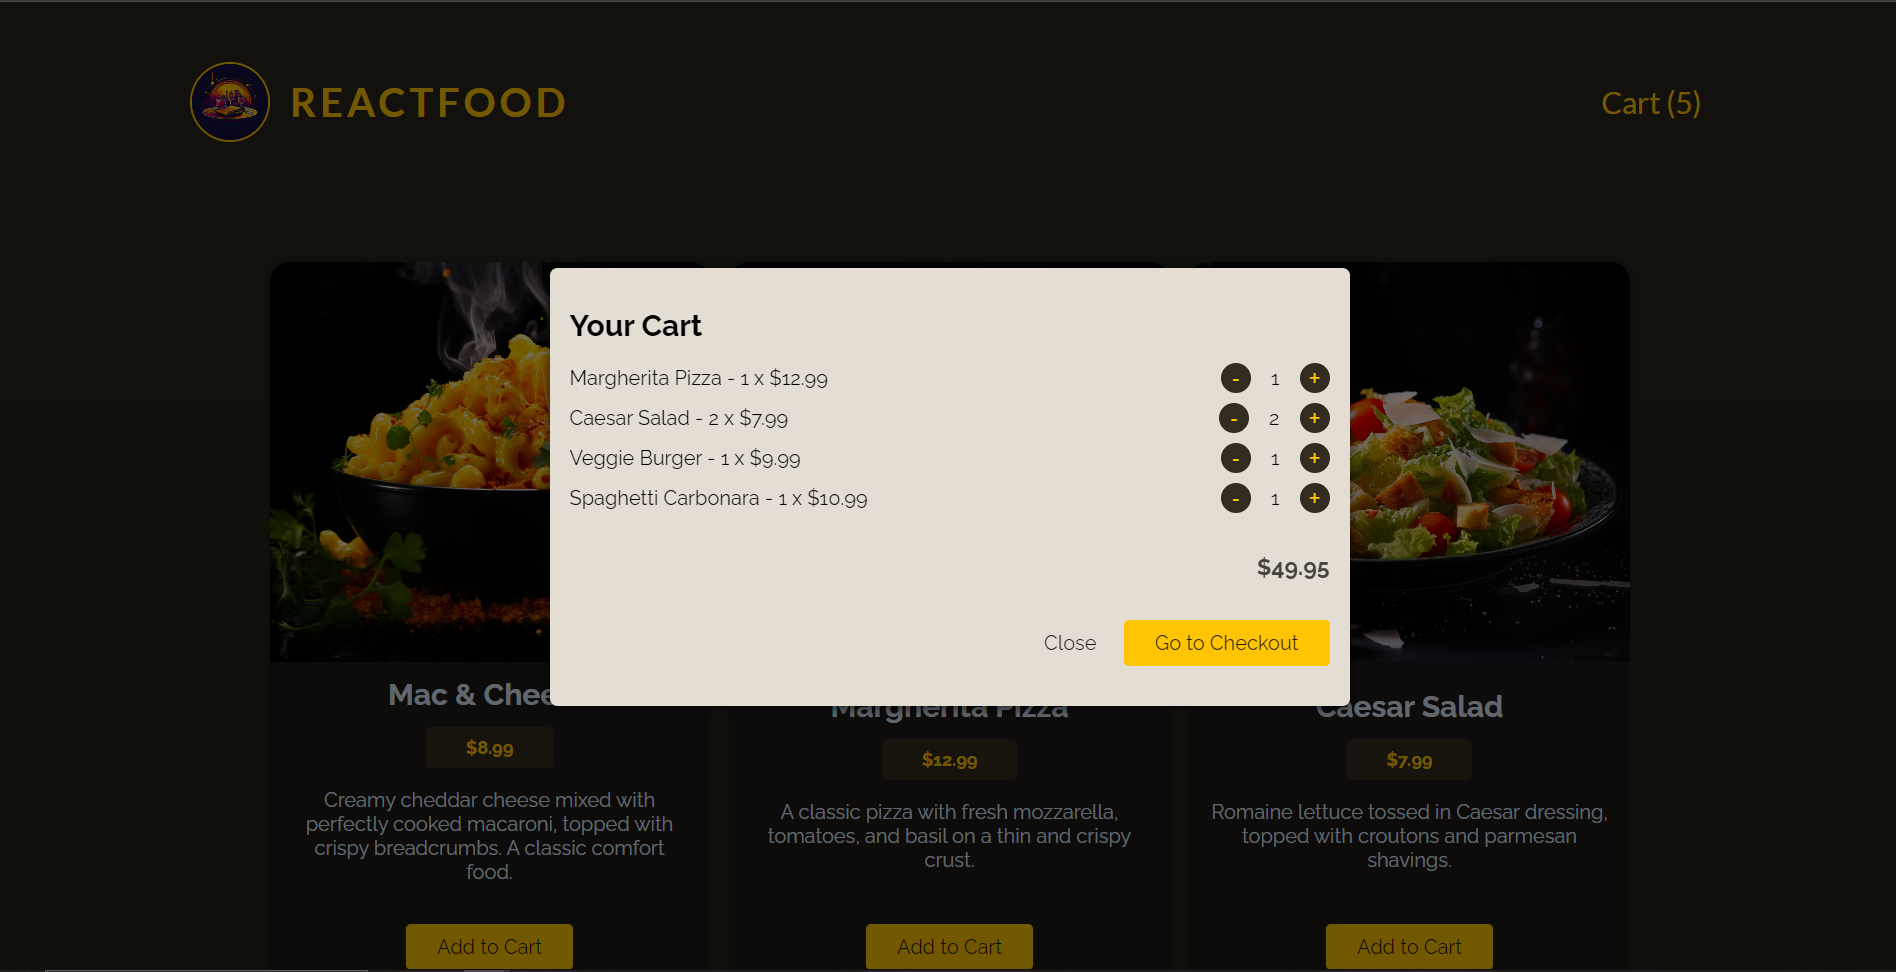 REACTFOOD
Cart (5)
Your Cart
Margherita Pizza - 1 x $12.99
- 1 +
Caesar Salad - 2 x $7.99
- 2 +
Veggie Burger - 1 x $9.99
- 1 +
Spaghetti Carbonara - 1 x $10.99
- 1 +
$49.95
Close
Go to Checkout
Mac & Chee
$8.99
Creamy cheddar cheese mixed with
perfectly cooked macaroni, topped with
crispy breadcrumbs. A classic comfort
food.
Add to Cart
Margherita Pizza
$12.99
A classic pizza with fresh mozzarella,
tomatoes, and basil on a thin and crispy
crust.
Add to Cart
Caesar Salad
$7.99
Romaine lettuce tossed in Caesar dressing,
topped with croutons and parmesan
shavings.
Add to Cart